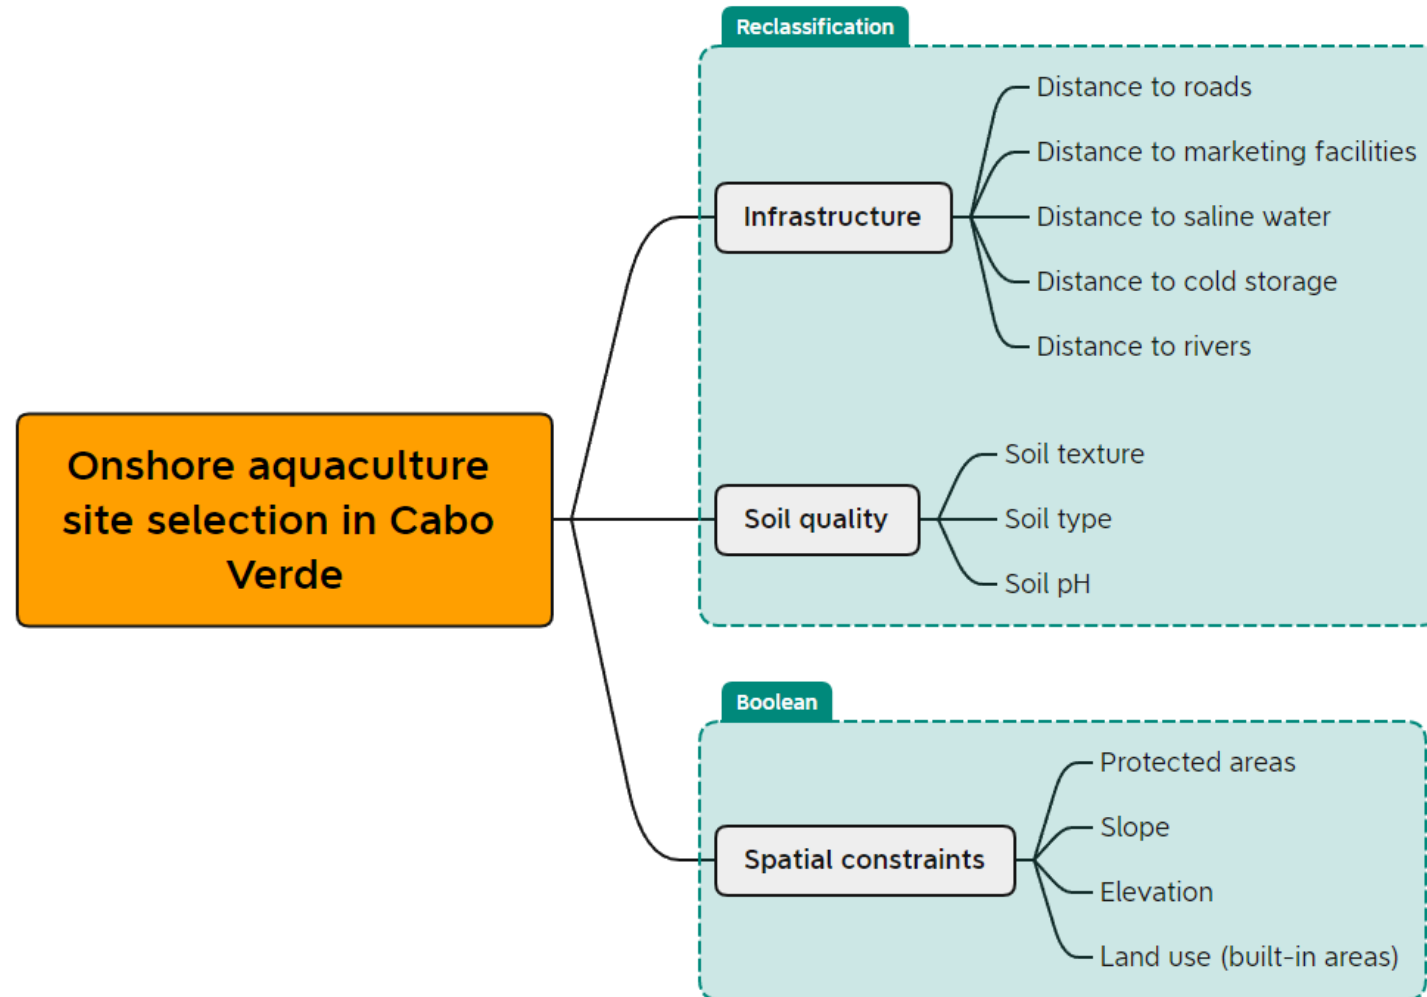 Reclassification
Distance to roads
Distance to marketing facilities
Infrastructure
Distance to saline water
Distance to cold storage
Distance to rivers
Onshore aquaculture
site selection in Cabo
Verde
Soil texture
Soil quality
Soil type
Soil pH
Boolean
Protected areas
Slope
Spatial constraints
Elevation
Land use (built-in areas)